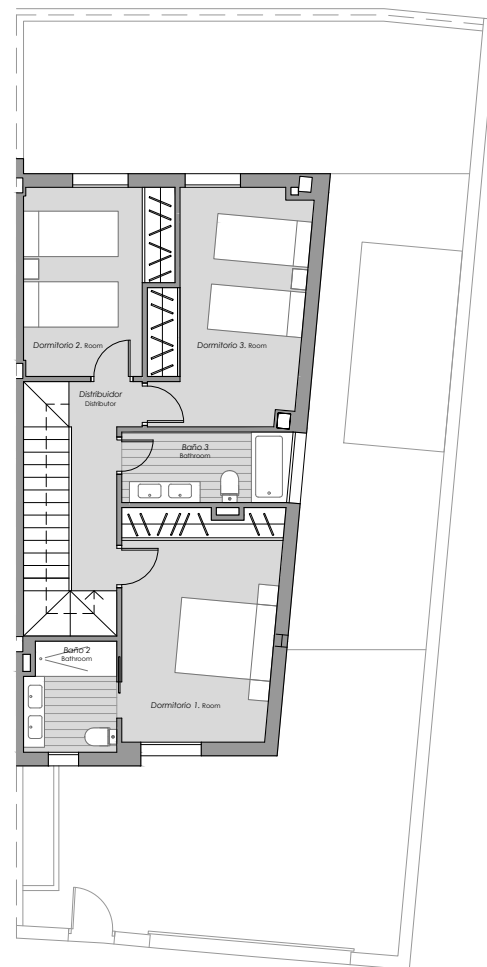 Dormitorio 2. Room
Dormitorio 3. Room
Distribuidor
Distributor
Baño 3
Bathroom
Baño 2
Bathroom
Dormitorio 1. Room